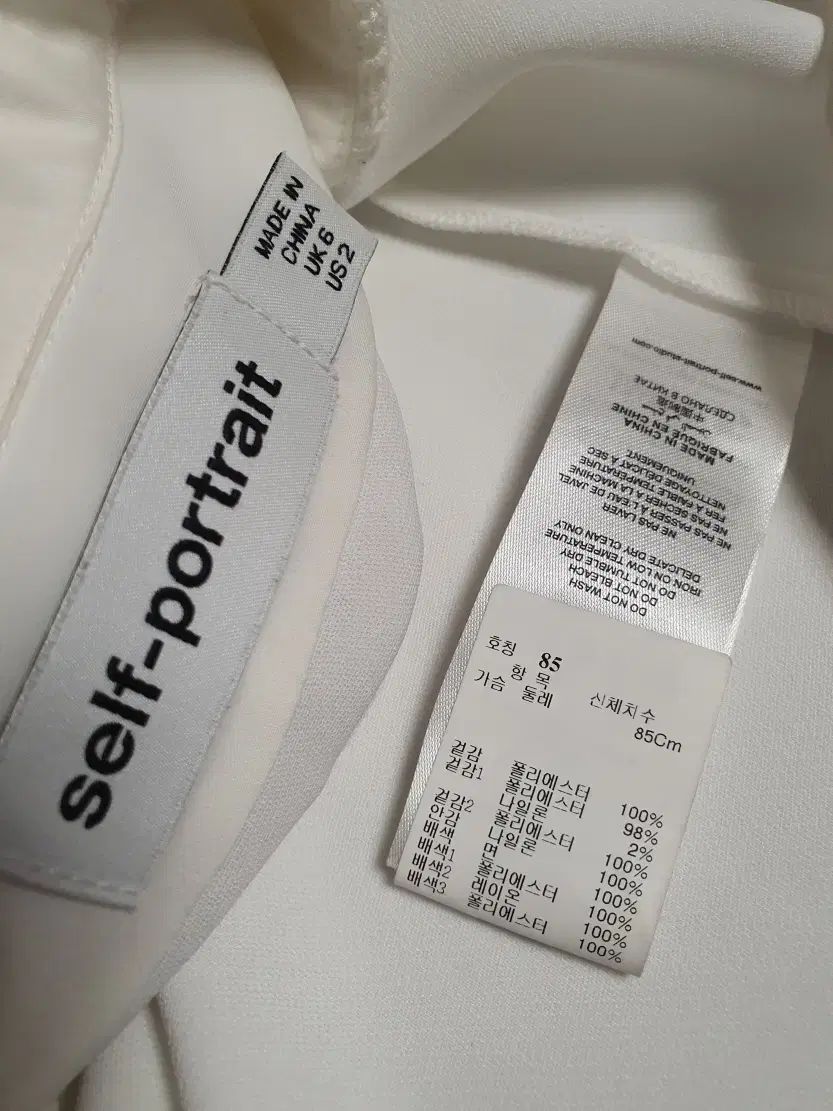 MADE IN
CHINA
UK 6
US 2
self-portrait
DO NOT WASH
DO NOT BLEACH
DO NOT TUMBLE DRY
IRON ON LOW TEMPERATURE
DELICATE DRY CLEAN ONLY
NE PAS LAVER
NE PAS PASSER À L'EAU DE JAVEL
NE PAS SÉCHER À LA MACHINE
FER À FAIBLE TEMPÉRATURE
NETTOYAGE DÉLICAT À SEC
UNIQUEMENT
MADE IN CHINA
FABRIQUÉ EN CHINE
СДЕЛАНО В КИТАЕ
www.self-portrait-studio.com
호칭 85
항 목 신체치수
가슴 둘레 85Cm
겉감 폴리에스터 100%
겉감1 폴리에스터 98%
나일론 2%
겉감2 폴리에스터 100%
안감 나일론 100%
배색 면 100%
배색1 폴리에스터 100%
배색2 레이온 100%
배색3 폴리에스터 100%